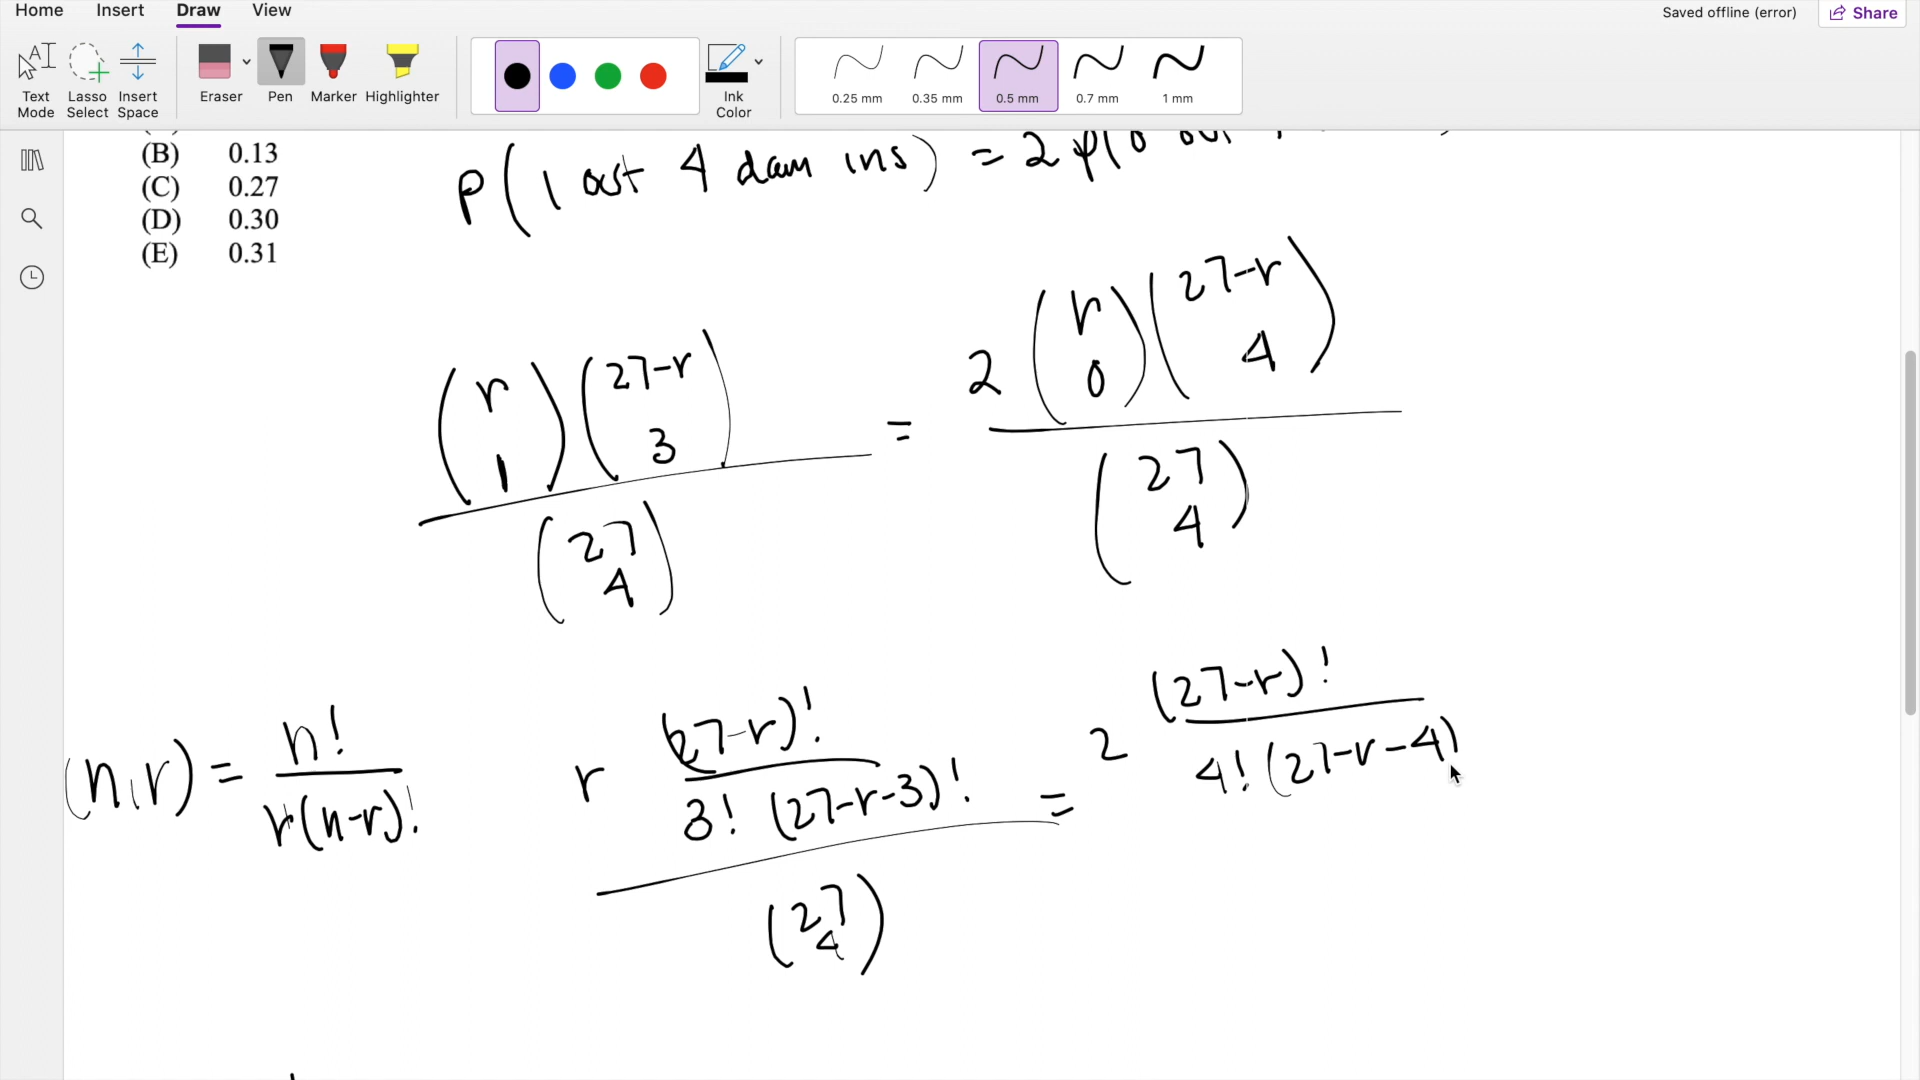 Home Insert Draw View
Saved offline (error) Share
Text Mode
Lasso Select
Insert Space
Eraser
Pen
Marker
Highlighter
Ink Color
0.25 mm
0.35 mm
0.5 mm
0.7 mm
1 mm
(B) 0.13
(C) 0.27
(D) 0.30
(E) 0.31
P(1 out 4 dam ins) = 2 p(0 out
(r 1)(27-r 3) / (27 4) = 2 (r 0)(27-r 4) / (27 4)
(n,r) = n! / r(n-r)!
r (27-r)! / 3! (27-r-3)! / (27 4) = 2 (27-r)! / 4! (27-r-4)